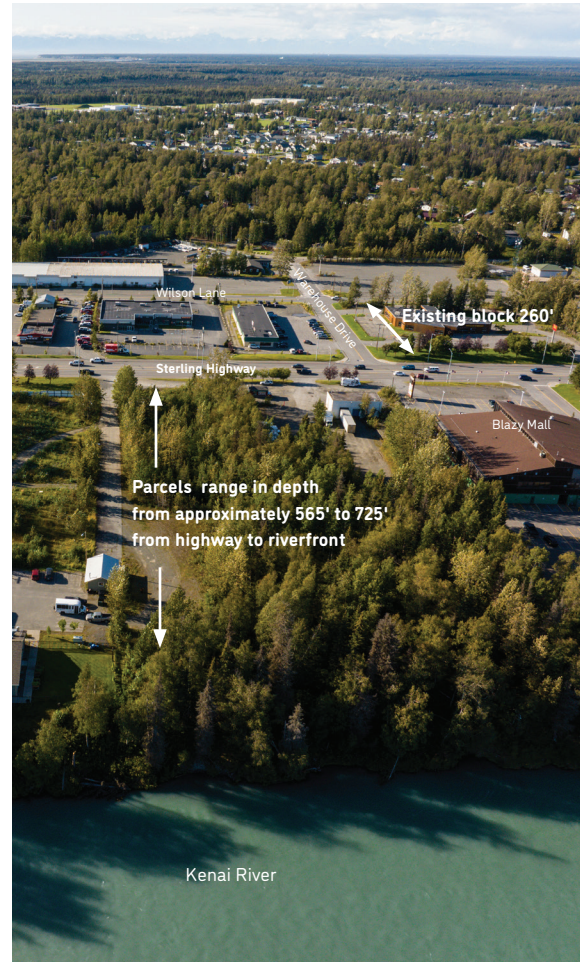 Wilson Lane
Warehouse Drive
Existing block 260'
Sterling Highway
Blazy Mall
Parcels range in depth
from approximately 565' to 725'
from highway to riverfront
Kenai River